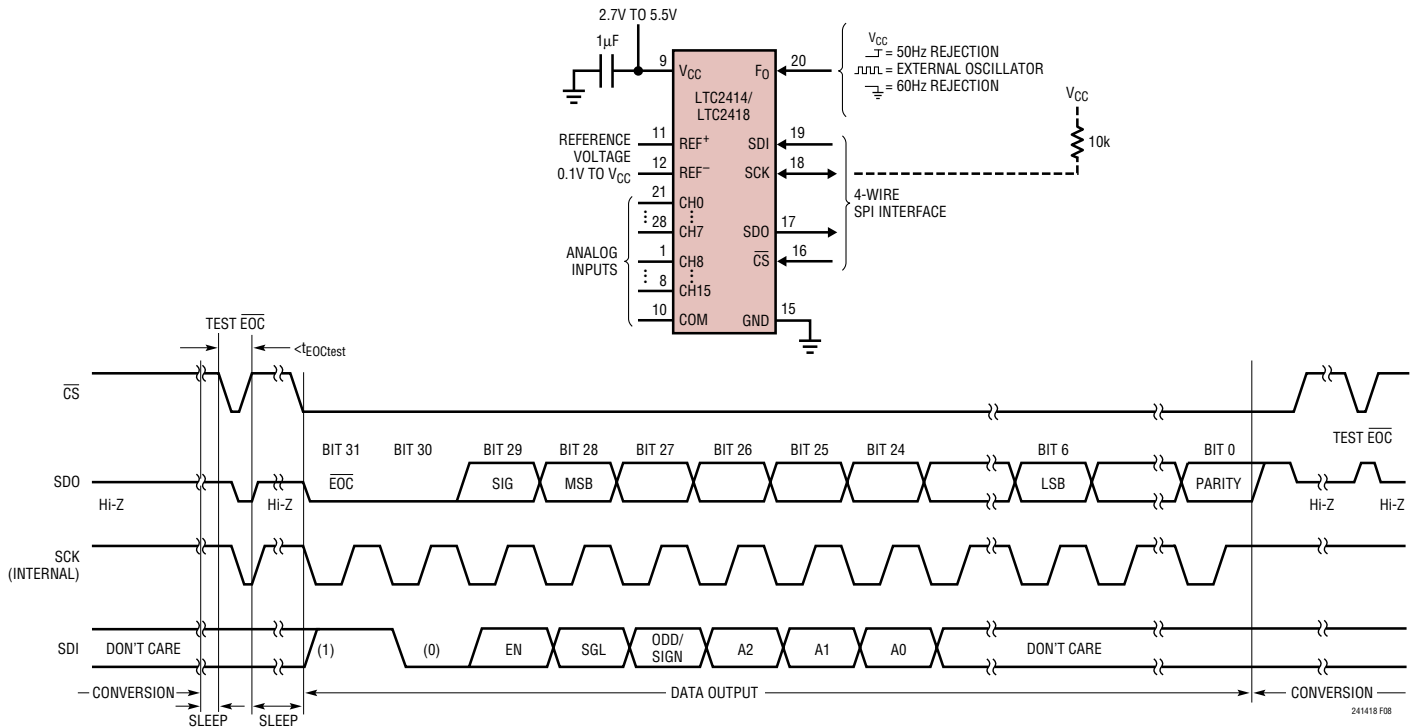 2.7V TO 5.5V
1µF
9
VCC
FO
20
LTC2414/
LTC2418
VCC
= 50Hz REJECTION
= EXTERNAL OSCILLATOR
= 60Hz REJECTION
VCC
10k
REFERENCE
VOLTAGE
0.1V TO VCC
11
REF+
12
REF–
SDI
19
SCK
18
4-WIRE
SPI INTERFACE
SDO
17
CS
16
ANALOG
INPUTS
21
CH0
28
CH7
1
CH8
8
CH15
10
COM
GND
15
TEST EOC
<tEOCtest
CS
TEST EOC
BIT 31 BIT 30 BIT 29 BIT 28 BIT 27 BIT 26 BIT 25 BIT 24 BIT 6 BIT 0
SDO
EOC SIG MSB LSB PARITY
Hi-Z Hi-Z Hi-Z Hi-Z
SCK
(INTERNAL)
SDI DON'T CARE (1) (0) EN SGL ODD/
SIGN A2 A1 A0 DON'T CARE
CONVERSION DATA OUTPUT CONVERSION
SLEEP SLEEP
241418 F08